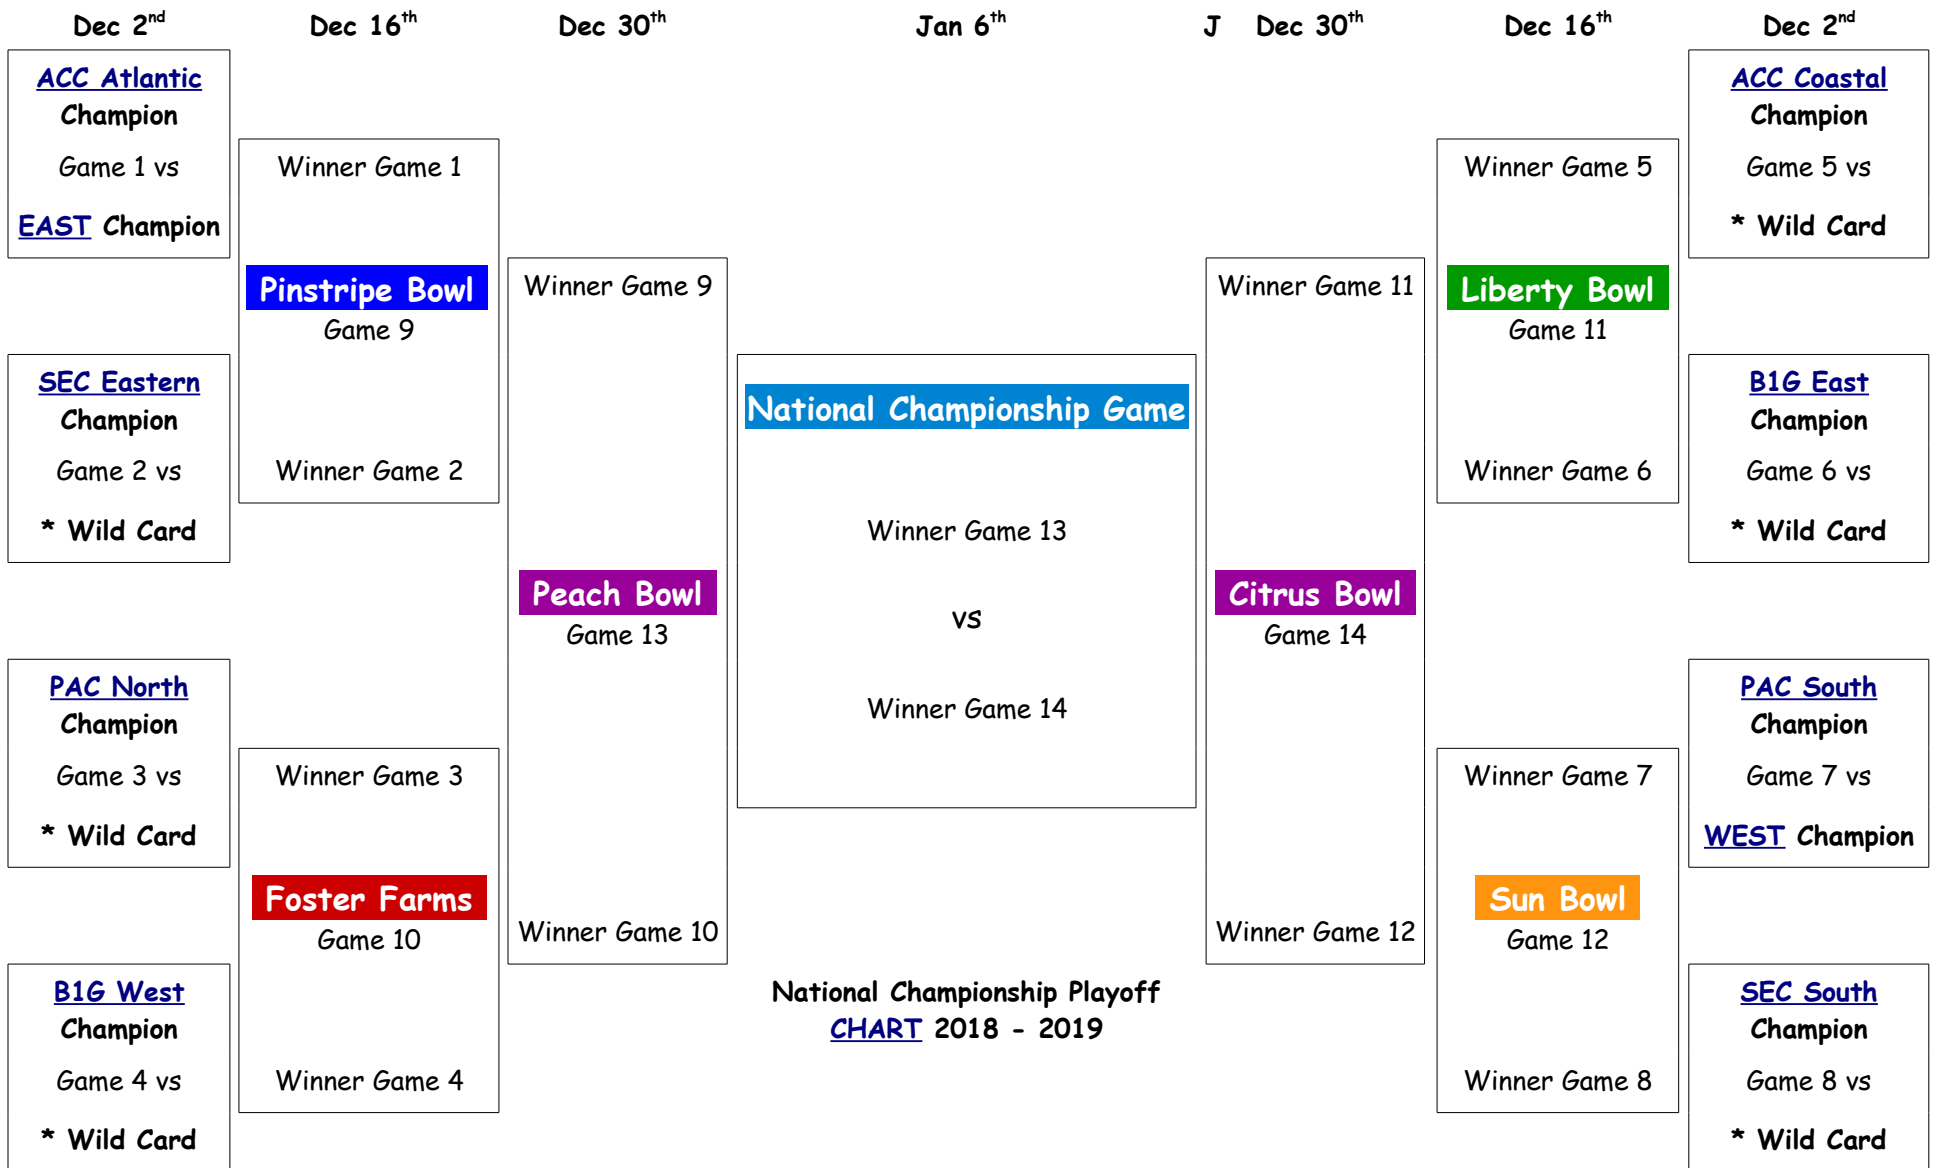 Dec 2nd
Dec 16th
Dec 30th
Jan 6th
J Dec 30th
Dec 16th
Dec 2nd
ACC Atlantic
Champion
Game 1 vs
EAST Champion
SEC Eastern
Champion
Game 2 vs
* Wild Card
PAC North
Champion
Game 3 vs
* Wild Card
B1G West
Champion
Game 4 vs
* Wild Card
Winner Game 1
Pinstripe Bowl
Game 9
Winner Game 2
Winner Game 3
Foster Farms
Game 10
Winner Game 4
Winner Game 9
Peach Bowl
Game 13
Winner Game 10
National Championship Game
Winner Game 13
vs
Winner Game 14
National Championship Playoff
CHART 2018 - 2019
Winner Game 11
Citrus Bowl
Game 14
Winner Game 12
Winner Game 5
Liberty Bowl
Game 11
Winner Game 6
Winner Game 7
Sun Bowl
Game 12
Winner Game 8
ACC Coastal
Champion
Game 5 vs
* Wild Card
B1G East
Champion
Game 6 vs
* Wild Card
PAC South
Champion
Game 7 vs
WEST Champion
SEC South
Champion
Game 8 vs
* Wild Card